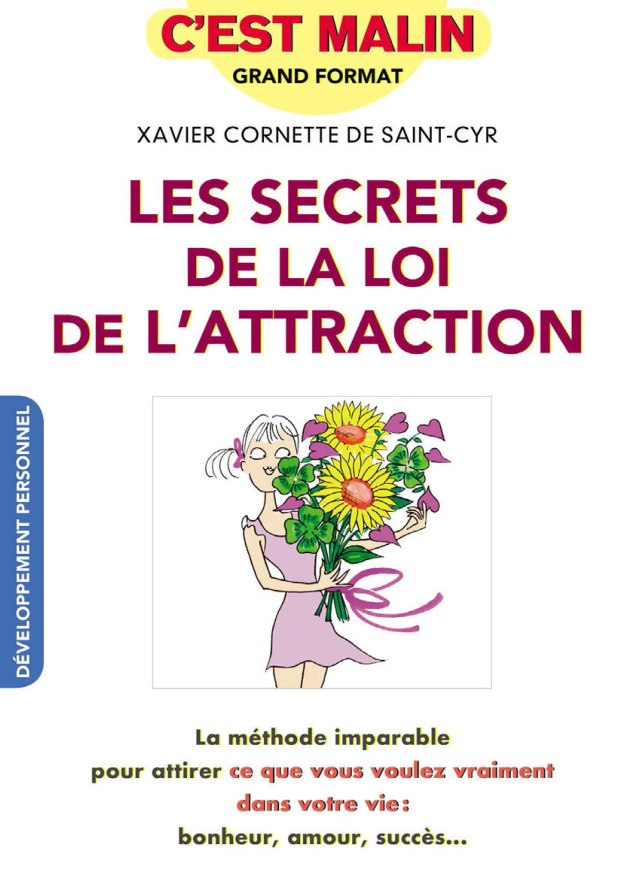 C'EST MALIN
GRAND FORMAT
XAVIER CORNETTE DE SAINT-CYR
LES SECRETS
DE LA LOI
DE L'ATTRACTION
DÉVELOPPEMENT PERSONNEL
La méthode imparable
pour attirer ce que vous voulez vraiment
dans votre vie :
bonheur, amour, succès...